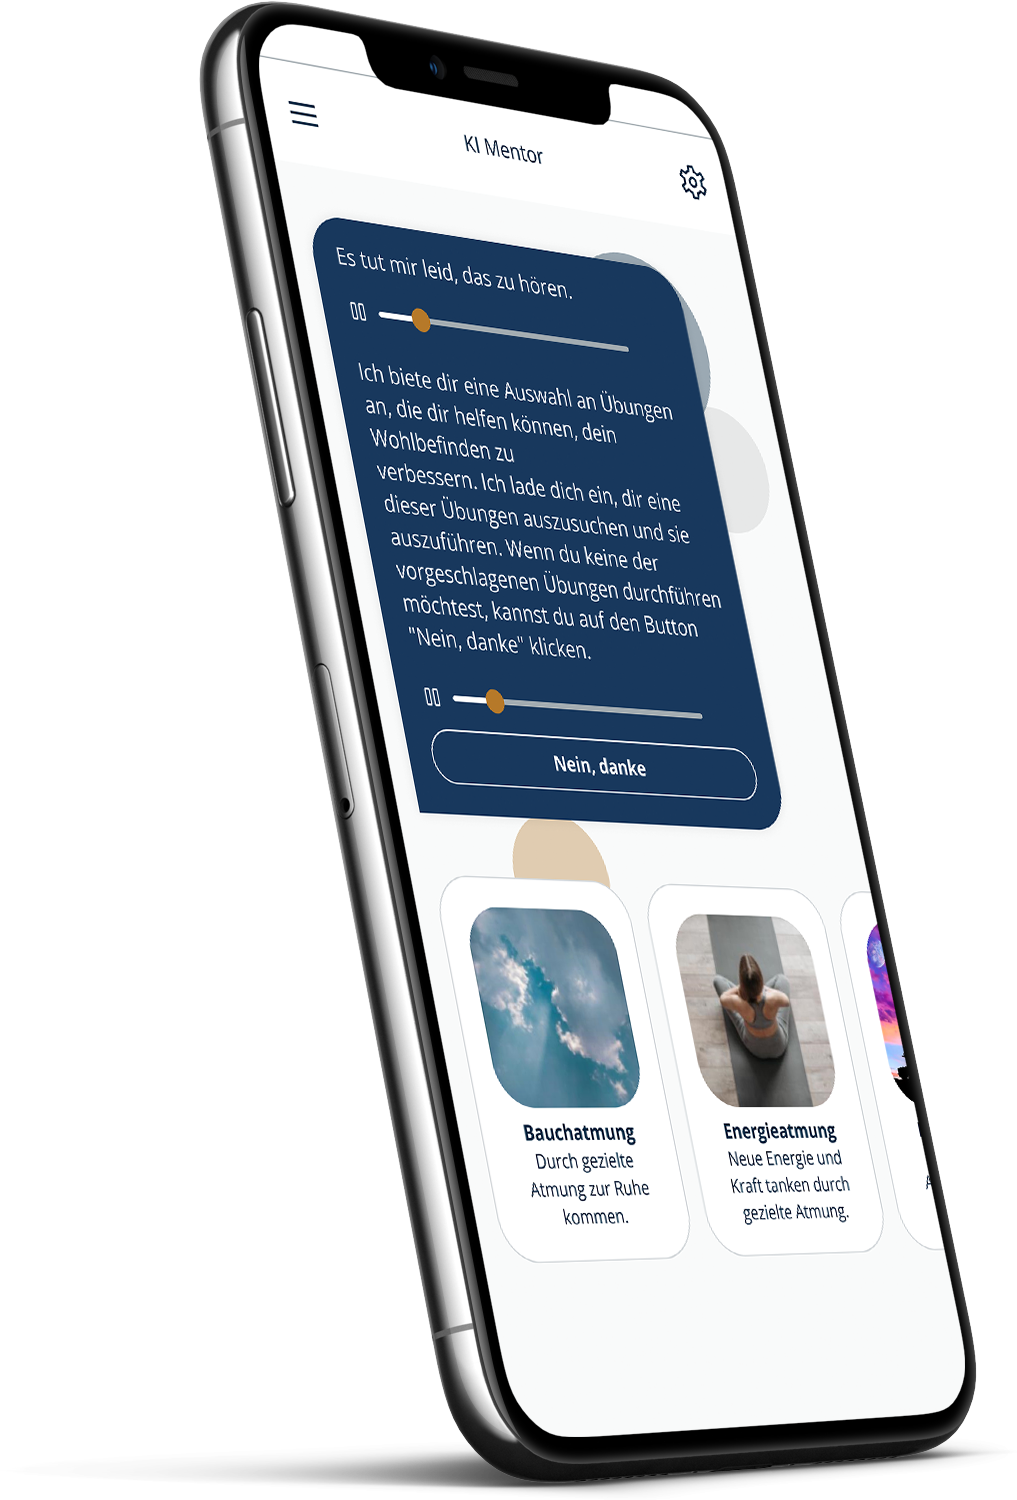 KI Mentor
Es tut mir leid, das zu hören.
Ich biete dir eine Auswahl an Übungen
an, die dir helfen können, dein
Wohlbefinden zu
verbessern. Ich lade dich ein, dir eine
dieser Übungen auszusuchen und sie
auszuführen. Wenn du keine der
vorgeschlagenen Übungen durchführen
möchtest, kannst du auf den Button
"Nein, danke" klicken.
Nein, danke
Bauchatmung
Durch gezielte
Atmung zur Ruhe
kommen.
Energieatmung
Neue Energie und
Kraft tanken durch
gezielte Atmung.